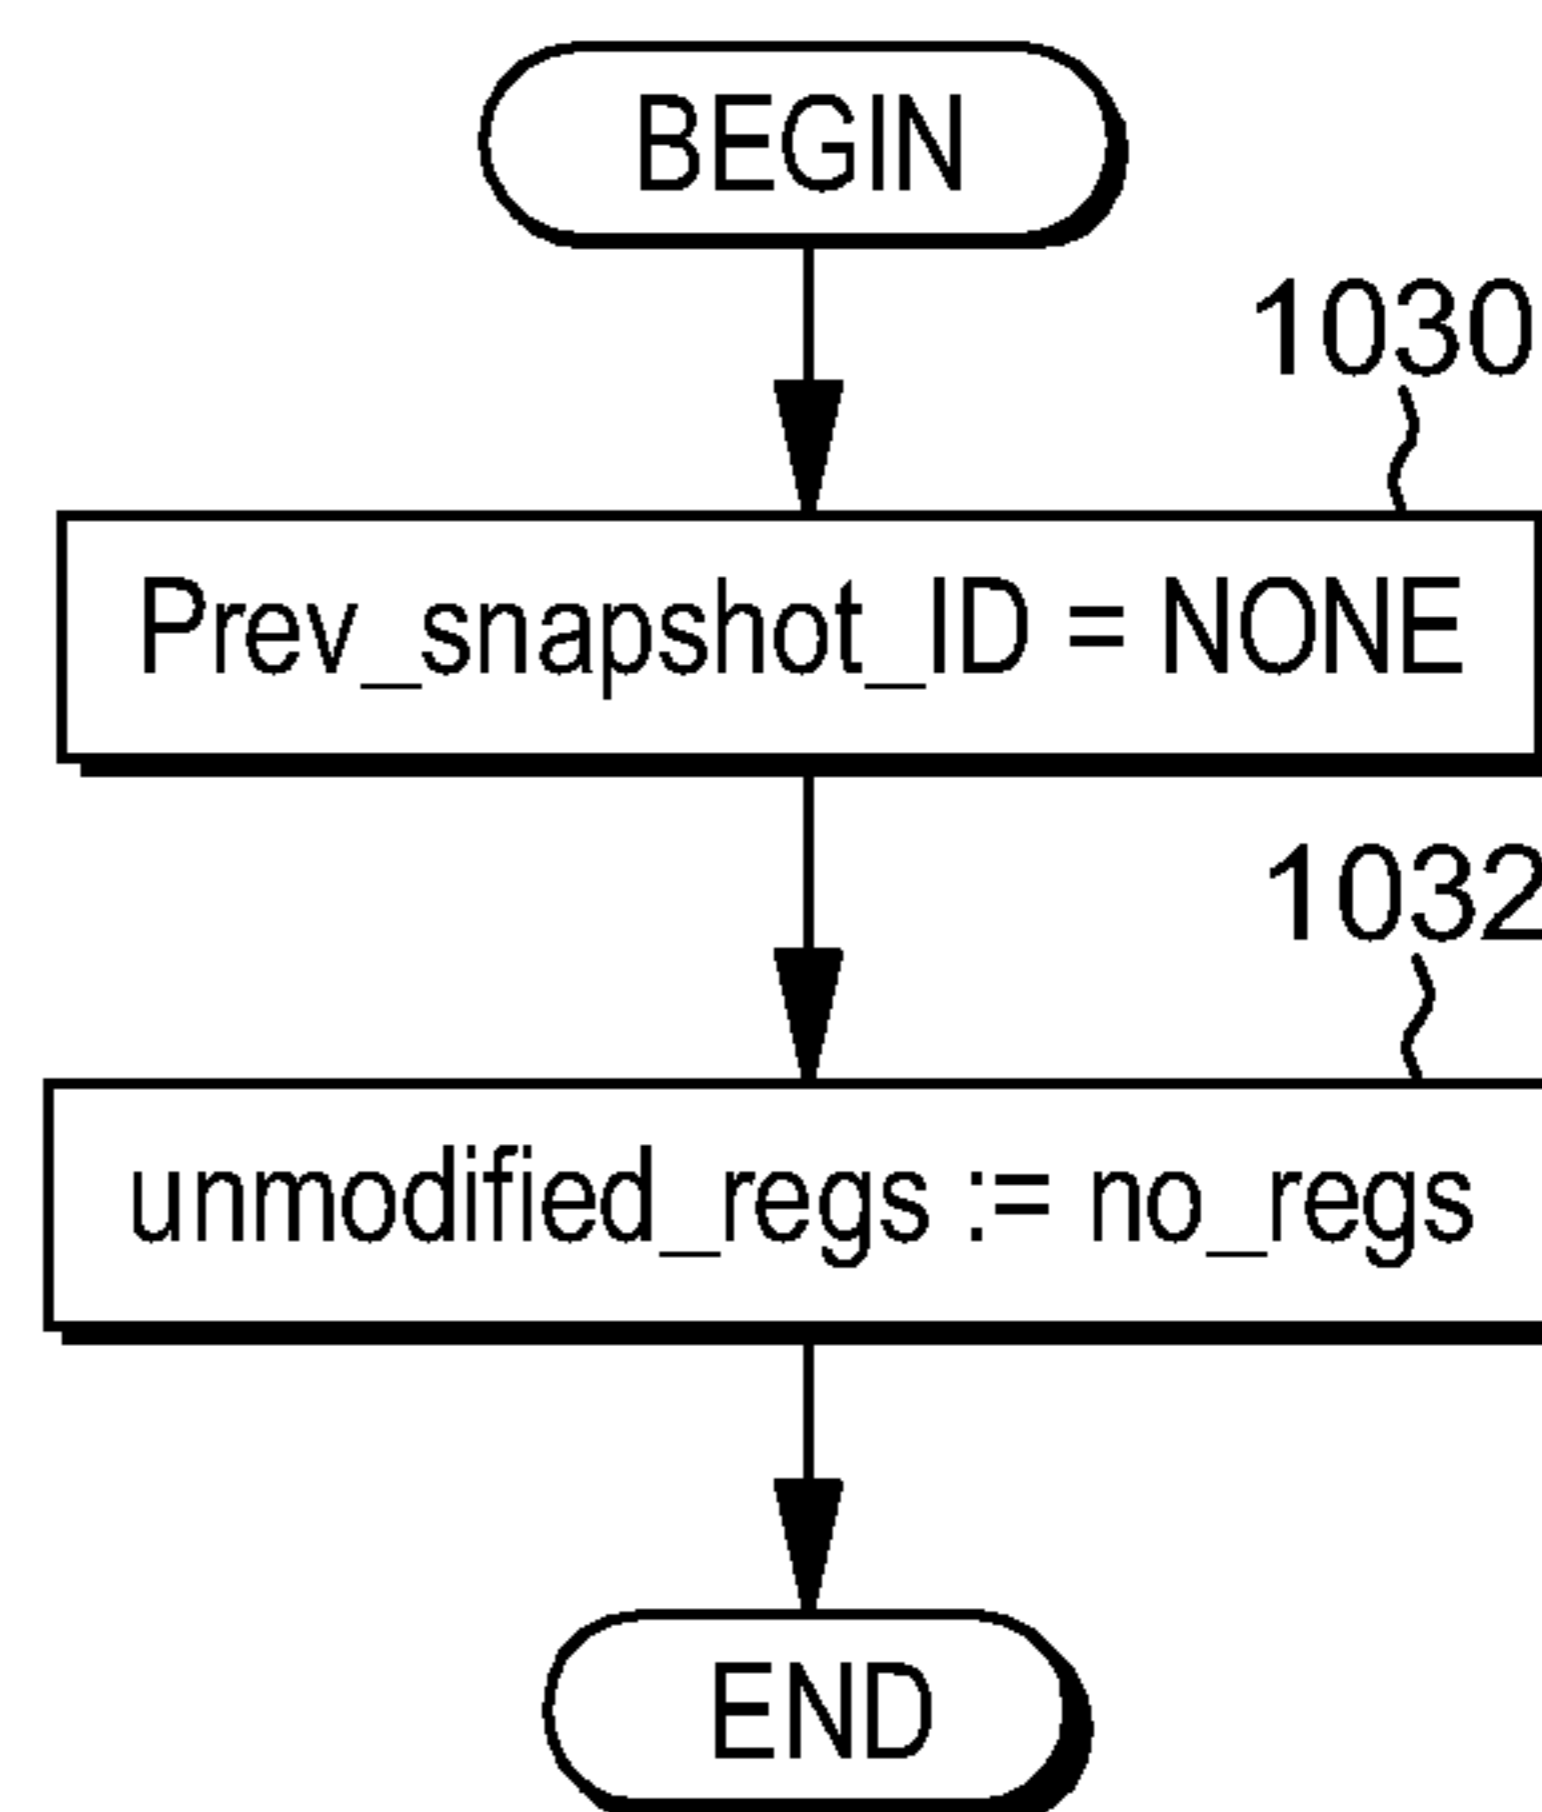 BEGIN
1030
Prev_snapshot_ID = NONE
1032
unmodified_regs := no_regs
END